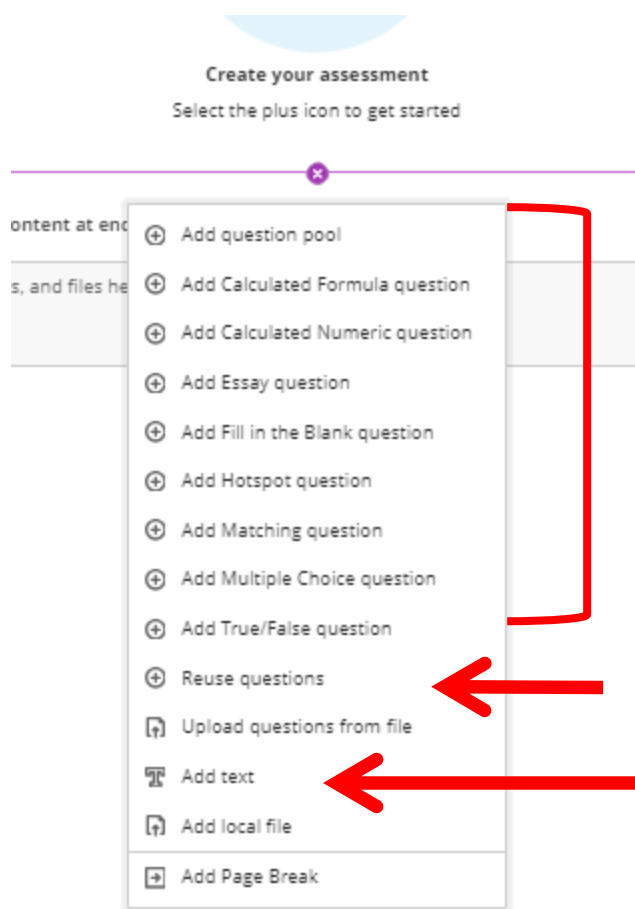 Create your assessment
Select the plus icon to get started
ontent at end
Add question pool
s, and files he
Add Calculated Formula question
Add Calculated Numeric question
Add Essay question
Add Fill in the Blank question
Add Hotspot question
Add Matching question
Add Multiple Choice question
Add True/False question
Reuse questions
Upload questions from file
Add text
Add local file
Add Page Break